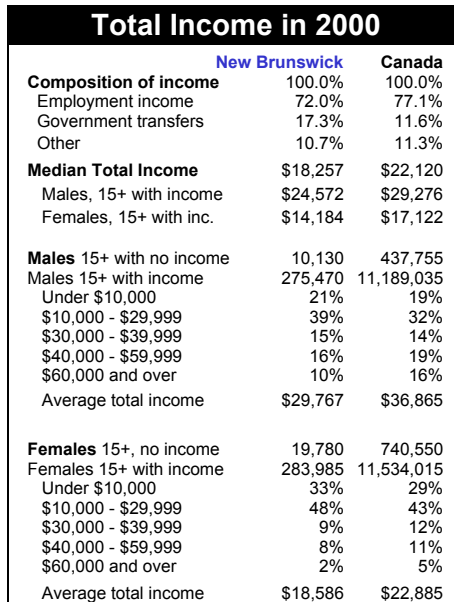 Total Income in 2000
New Brunswick Canada
Composition of income 100.0% 100.0%
Employment income 72.0% 77.1%
Government transfers 17.3% 11.6%
Other 10.7% 11.3%
Median Total Income $18,257 $22,120
Males, 15+ with income $24,572 $29,276
Females, 15+ with inc. $14,184 $17,122
Males 15+ with no income 10,130 437,755
Males 15+ with income 275,470 11,189,035
Under $10,000 21% 19%
$10,000 - $29,999 39% 32%
$30,000 - $39,999 15% 14%
$40,000 - $59,999 16% 19%
$60,000 and over 10% 16%
Average total income $29,767 $36,865
Females 15+, no income 19,780 740,550
Females 15+ with income 283,985 11,534,015
Under $10,000 33% 29%
$10,000 - $29,999 48% 43%
$30,000 - $39,999 9% 12%
$40,000 - $59,999 8% 11%
$60,000 and over 2% 5%
Average total income $18,586 $22,885